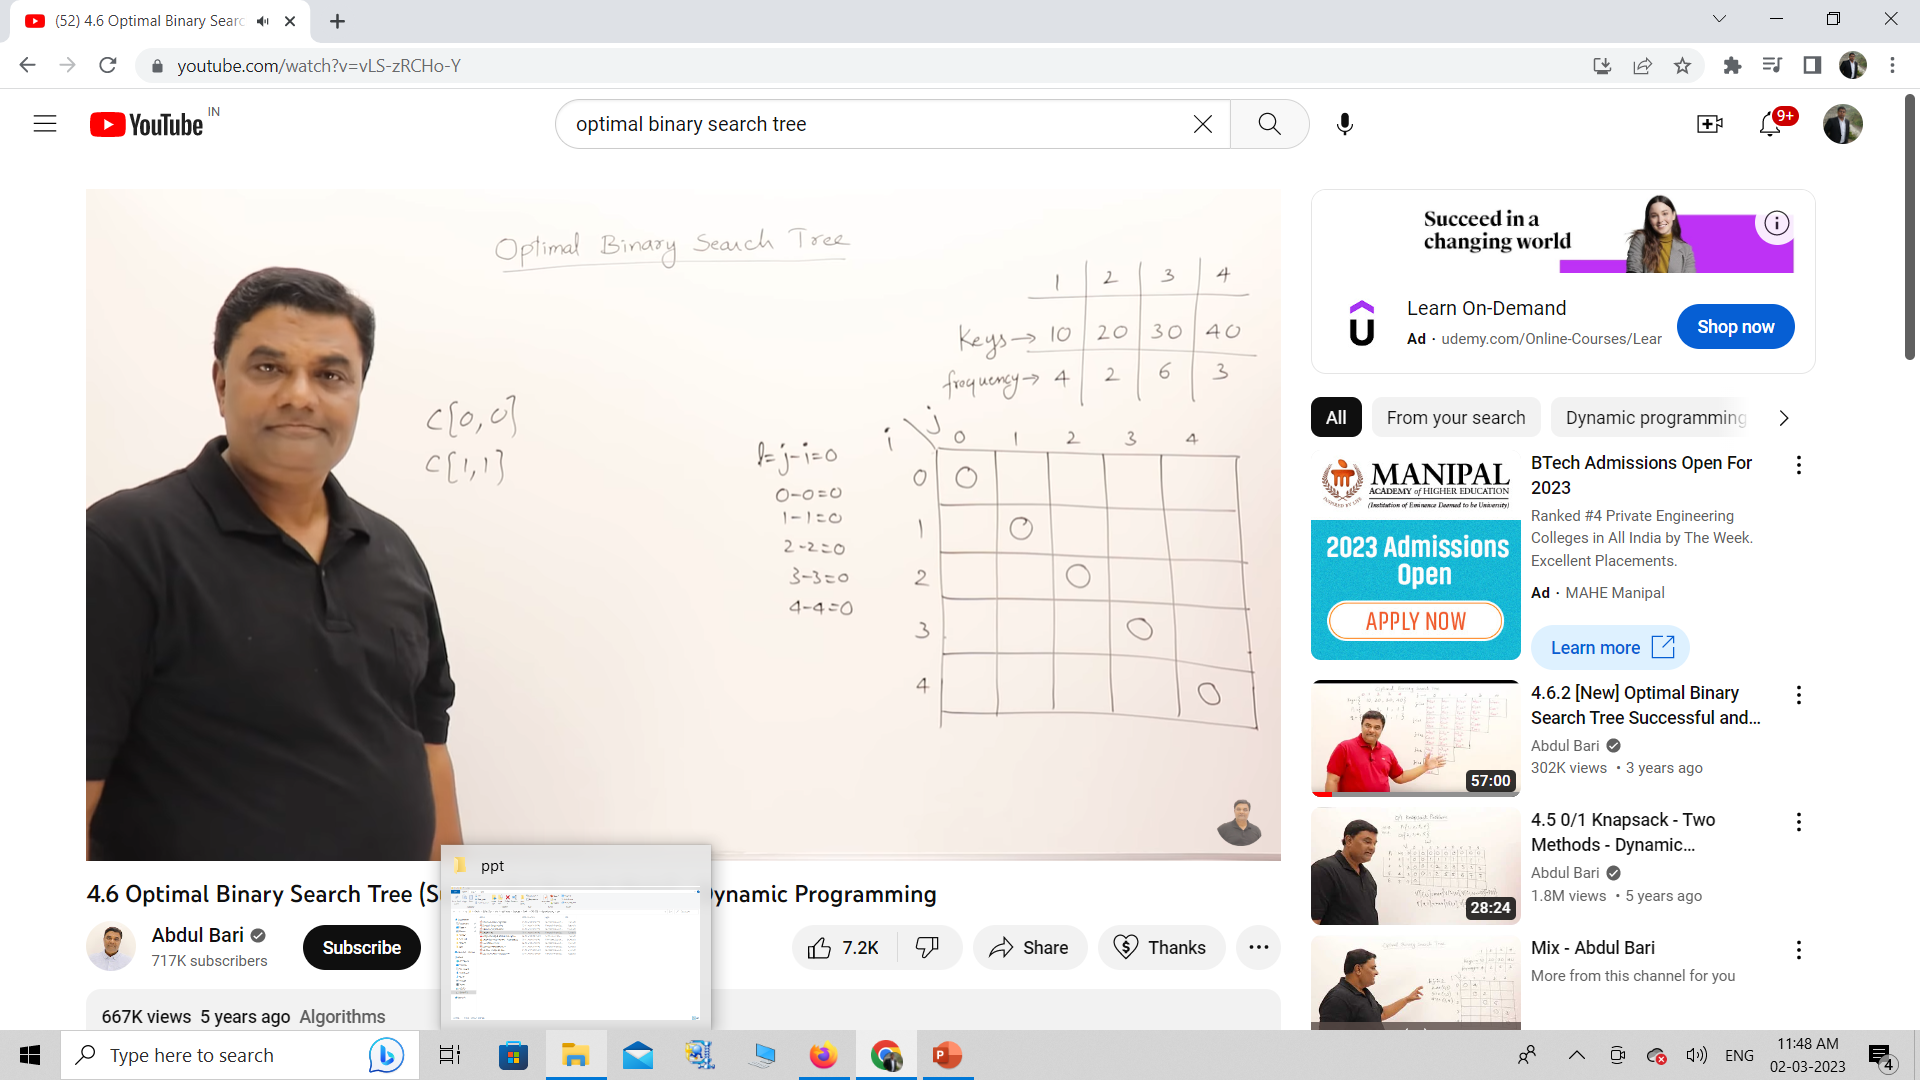 (52) 4.6 Optimal Binary Searc
youtube.com/watch?v=vLS-zRCHo-Y
YouTube IN
optimal binary search tree
9+
Optimal Binary Search Tree
1 2 3 4
Keys → 10 20 30 40
frequency → 4 2 6 3
C[0,0]
C[1,1]
l=j-i=0
0-0=0
1-1=0
2-2=0
3-3=0
4-4=0
i j
0 1 2 3 4
0 0
1 0
2 0
3 0
4 0
4.6 Optimal Binary Search Tree (S
ynamic Programming
Abdul Bari
717K subscribers
Subscribe
7.2K
Share
Thanks
667K views 5 years ago Algorithms
ppt
Succeed in a
changing world
Learn On-Demand
Ad · udemy.com/Online-Courses/Lear
Shop now
All
From your search
Dynamic programming
MANIPAL
ACADEMY of HIGHER EDUCATION
(Institution of Eminence Deemed to be University)
2023 Admissions
Open
APPLY NOW
BTech Admissions Open For
2023
Ranked #4 Private Engineering
Colleges in All India by The Week.
Excellent Placements.
Ad · MAHE Manipal
Learn more
57:00
4.6.2 [New] Optimal Binary
Search Tree Successful and...
Abdul Bari
302K views • 3 years ago
28:24
4.5 0/1 Knapsack - Two
Methods - Dynamic...
Abdul Bari
1.8M views • 5 years ago
Mix - Abdul Bari
More from this channel for you
Type here to search
ENG
11:48 AM
02-03-2023
4